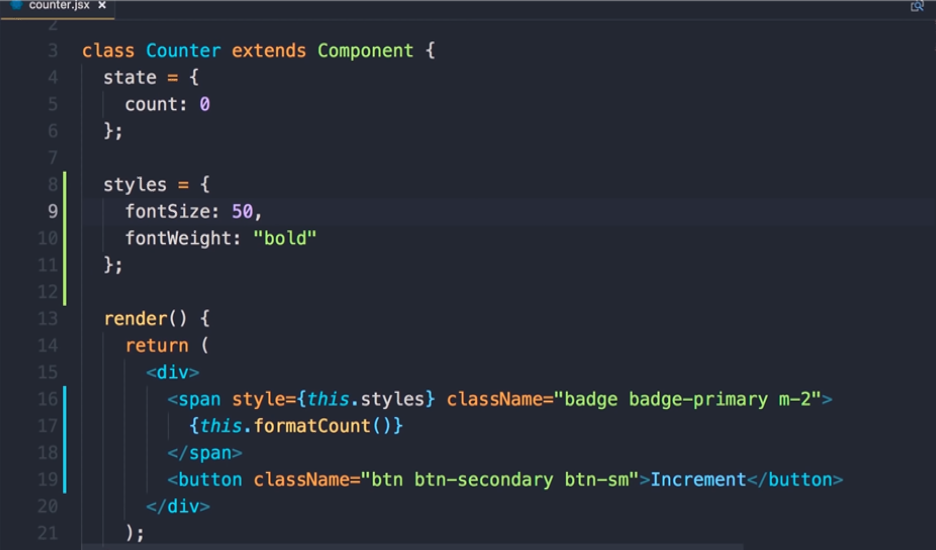 counter.jsx ×
2
3 class Counter extends Component {
4 state = {
5 count: 0
6 };
7
8 styles = {
9 fontSize: 50,
10 fontWeight: "bold"
11 };
12
13 render() {
14 return (
15 <div>
16 <span style={this.styles} className="badge badge-primary m-2">
17 {this.formatCount()}
18 </span>
19 <button className="btn btn-secondary btn-sm">Increment</button>
20 </div>
21 );